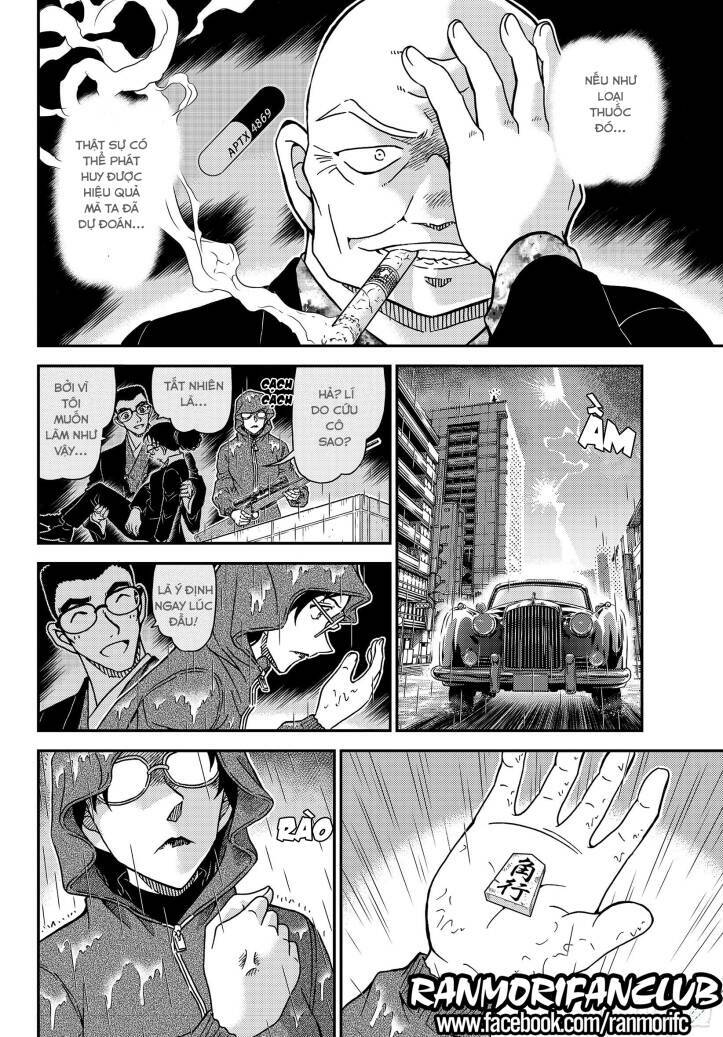 NẾU NHƯ
LOẠI
THUỐC
ĐÓ...
APTX 4869
THẬT SỰ CÓ
THỂ PHÁT
HUY ĐƯỢC
HIỆU QUẢ
MÀ TA ĐÃ
DỰ ĐOÁN...
ẦM
HẢ? LÍ
DO CỨU
CÔ
SAO?
GẠCH
GẠCH
TẤT NHIÊN
LÀ...
BỞI VÌ
TÔI
MUỐN
LÀM NHƯ
VẬY...
LÀ Ý ĐỊNH
NGAY LÚC
ĐẦU!
RÀO
角行
RANMORIFANCLUB
www.facebook.com/ranmorifc